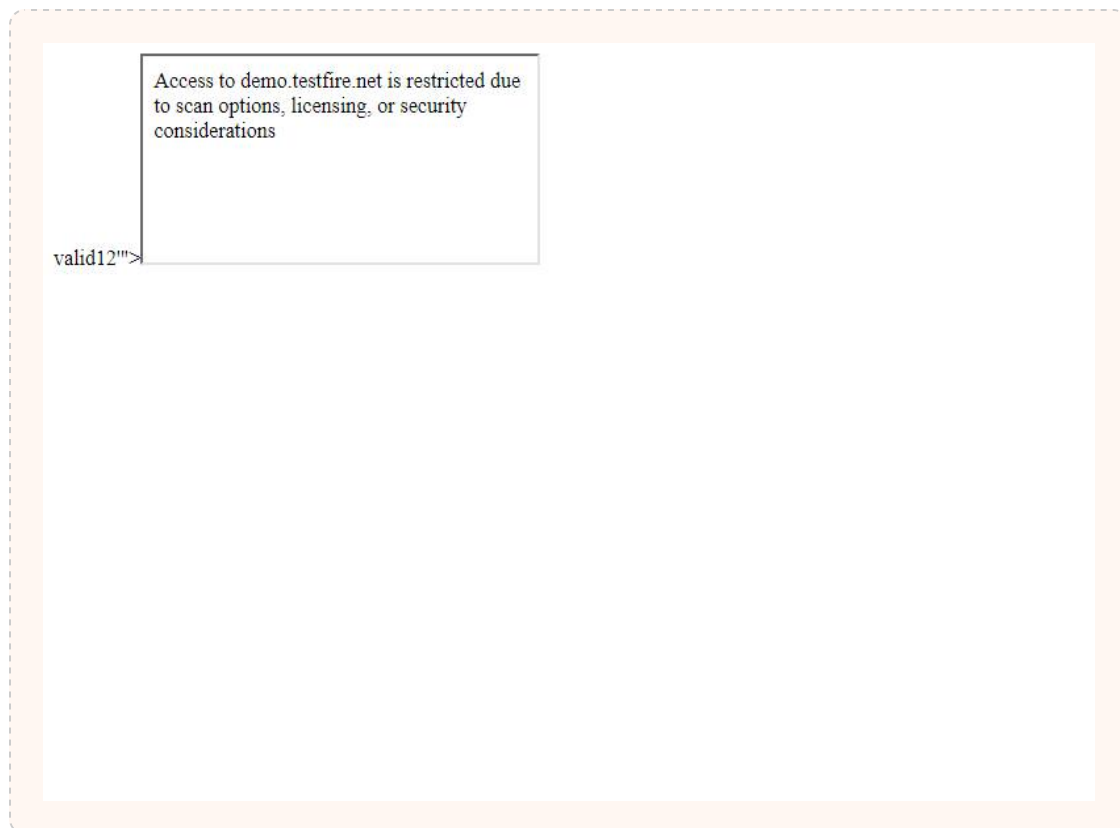 Access to demo.testfire.net is restricted due
to scan options, licensing, or security
considerations
valid12'">